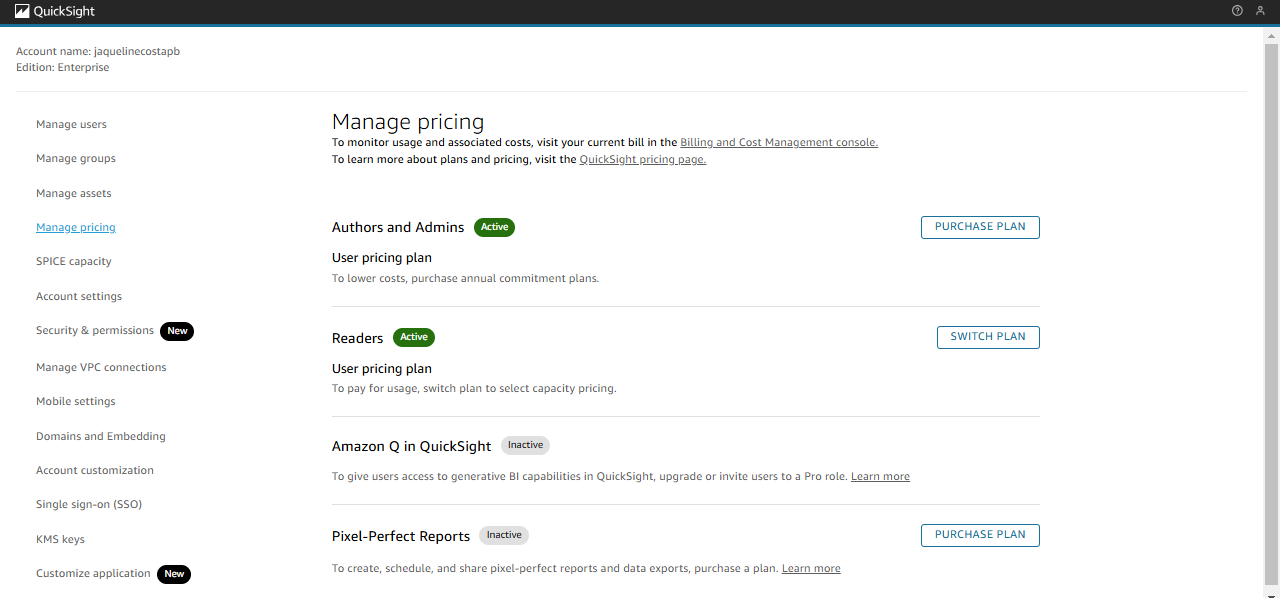 QuickSight
Account name: jaquelinecostapb
Edition: Enterprise
Manage users
Manage groups
Manage assets
Manage pricing
SPICE capacity
Account settings
Security & permissions New
Manage VPC connections
Mobile settings
Domains and Embedding
Account customization
Single sign-on (SSO)
KMS keys
Customize application New
Manage pricing
To monitor usage and associated costs, visit your current bill in the Billing and Cost Management console.
To learn more about plans and pricing, visit the QuickSight pricing page.
Authors and Admins Active PURCHASE PLAN
User pricing plan
To lower costs, purchase annual commitment plans.
Readers Active SWITCH PLAN
User pricing plan
To pay for usage, switch plan to select capacity pricing.
Amazon Q in QuickSight Inactive
To give users access to generative BI capabilities in QuickSight, upgrade or invite users to a Pro role. Learn more
Pixel-Perfect Reports Inactive PURCHASE PLAN
To create, schedule, and share pixel-perfect reports and data exports, purchase a plan. Learn more